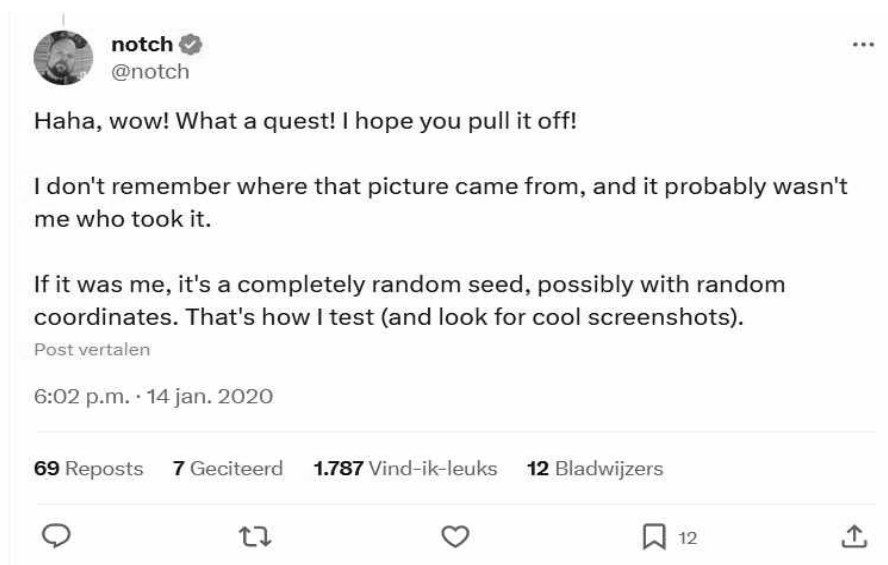 notch
@notch
Haha, wow! What a quest! I hope you pull it off!
I don't remember where that picture came from, and it probably wasn't
me who took it.
If it was me, it's a completely random seed, possibly with random
coordinates. That's how I test (and look for cool screenshots).
Post vertalen
6:02 p.m. · 14 jan. 2020
69 Reposts 7 Geciteerd 1.787 Vind-ik-leuks 12 Bladwijzers
12